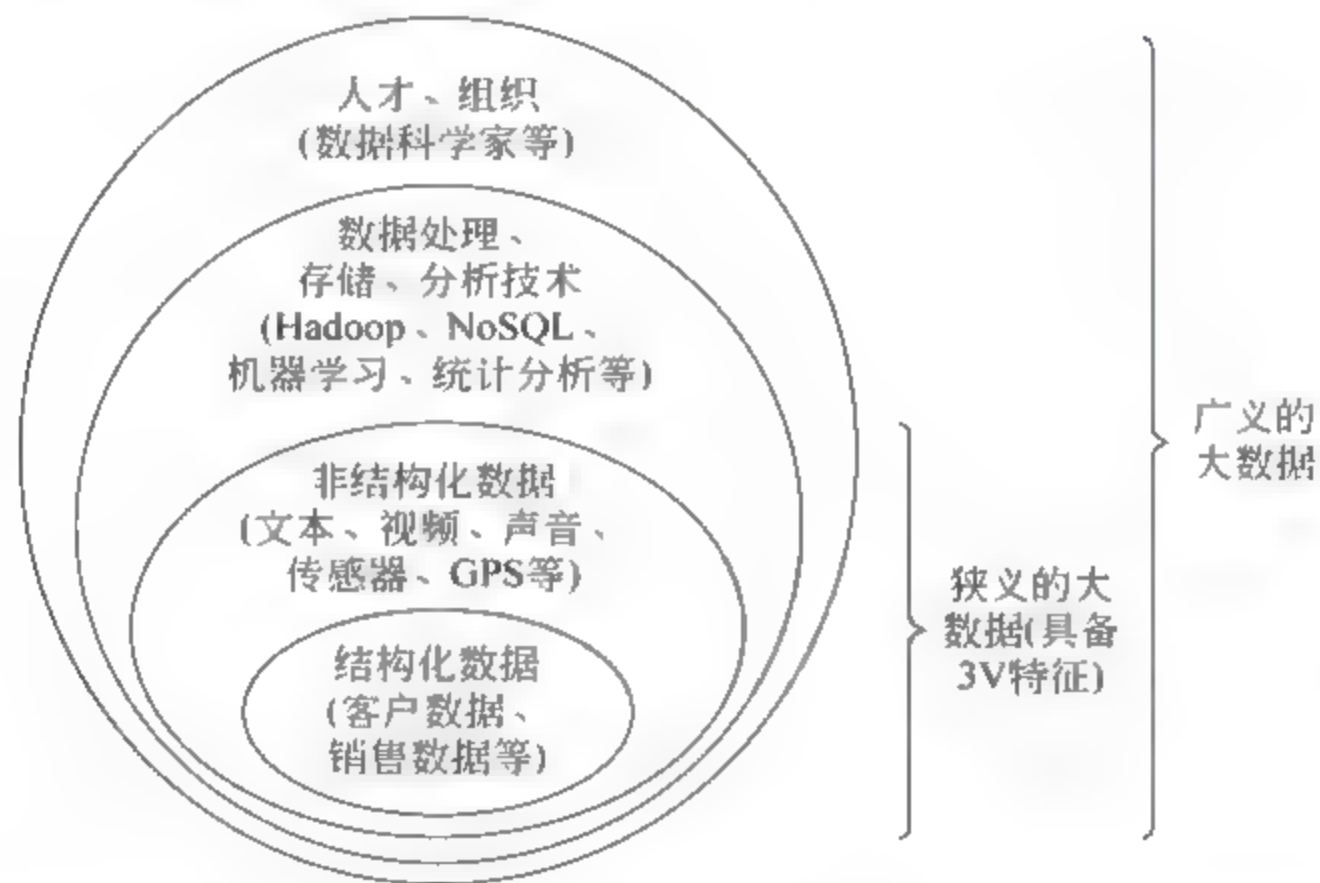 人才、组织
(数据科学家等)
数据处理、
存储、分析技术
(Hadoop、NoSQL、
机器学习、统计分析等)
非结构化数据
(文本、视频、声音、
传感器、GPS等)
结构化数据
(客户数据、
销售数据等)
狭义的大
数据(具备
3V特征)
广义的
大数据